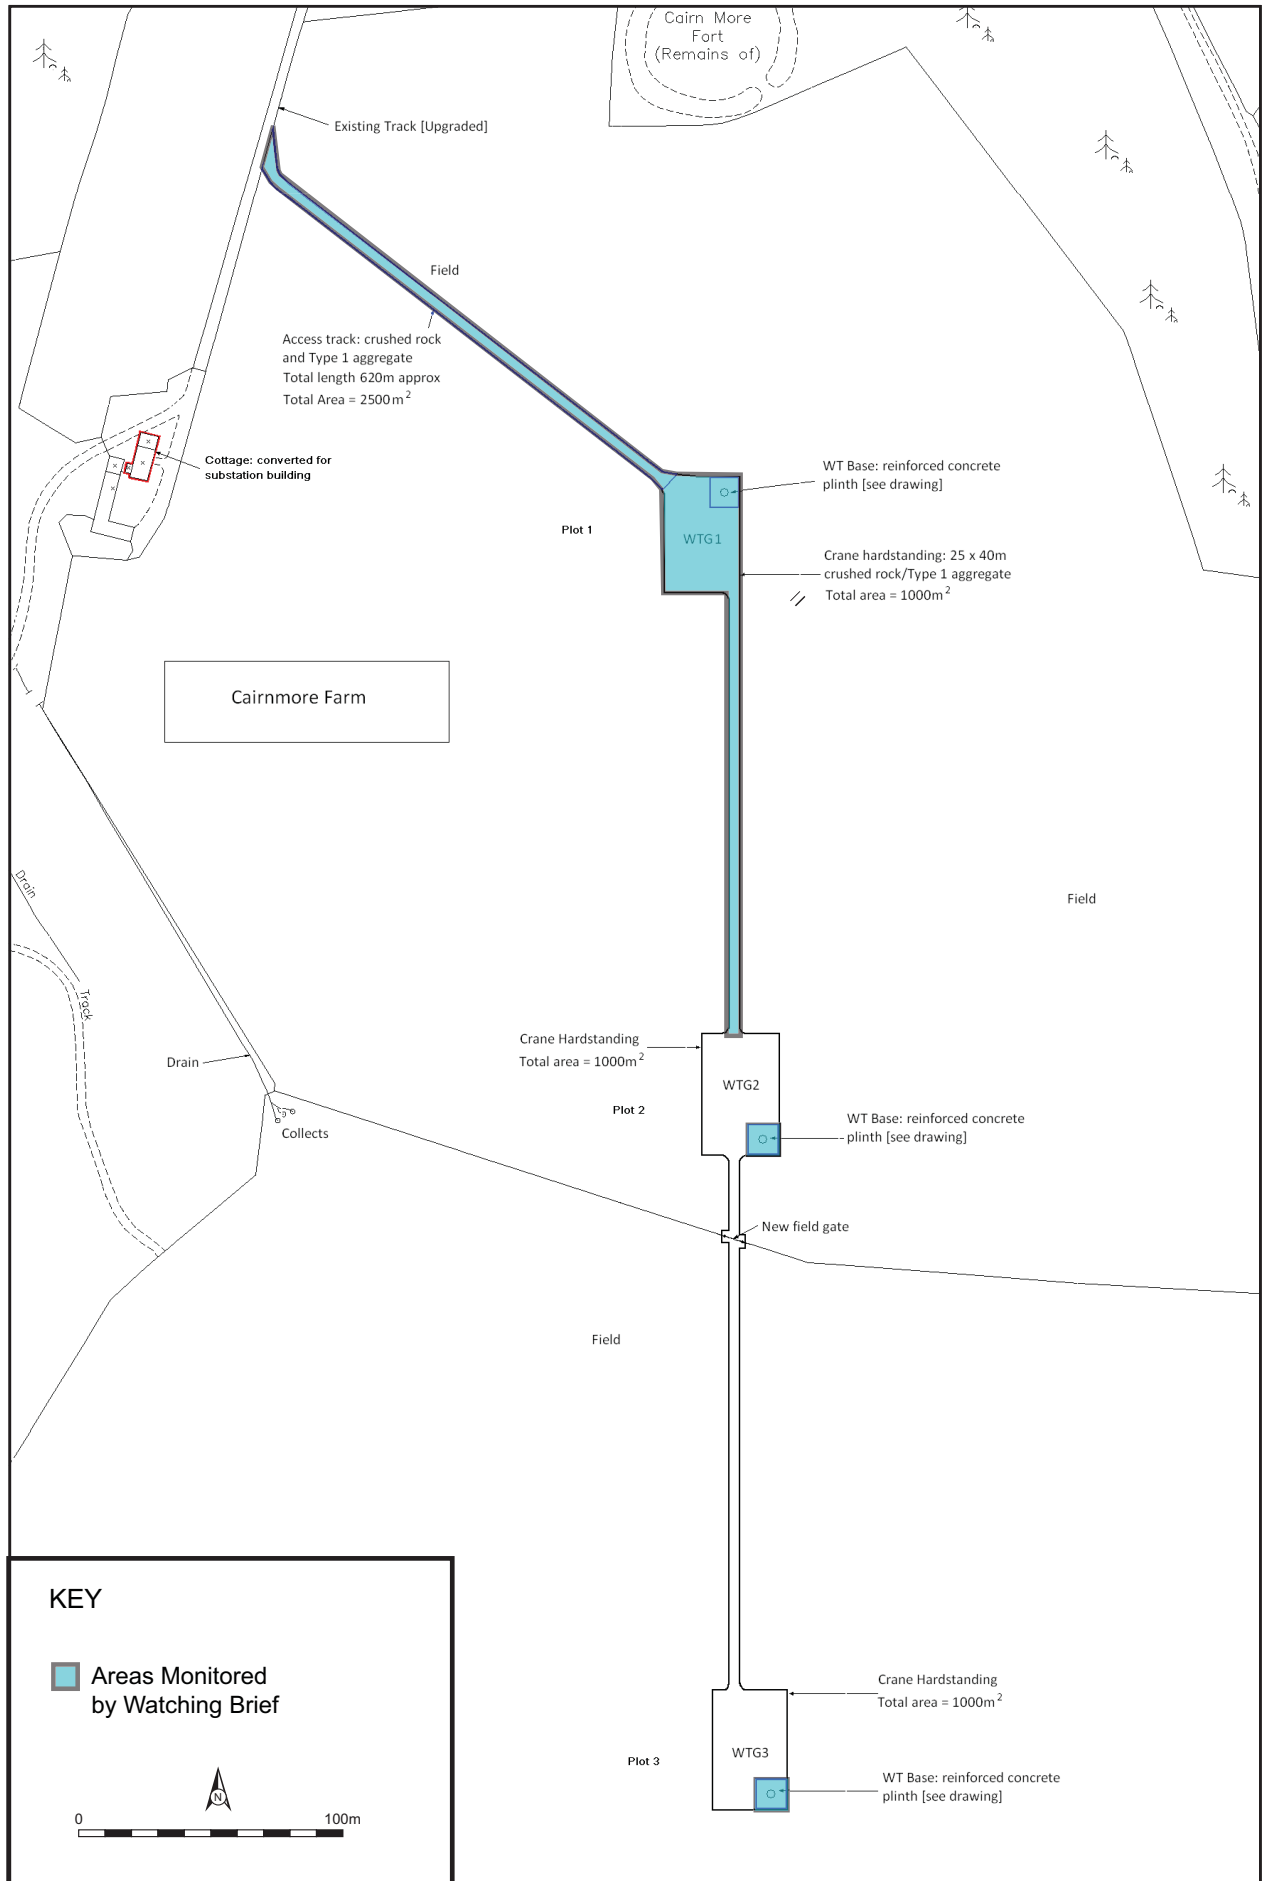 Cairn More
Fort
(Remains of)
Existing Track [Upgraded]
Field
Access track: crushed rock
and Type 1 aggregate
Total length 620m approx
Total Area = 2500m²
Cottage: converted for
substation building
WT Base: reinforced concrete
plinth [see drawing]
Plot 1
WTG1
Crane hardstanding: 25 x 40m
crushed rock/Type 1 aggregate
Total area = 1000m²
Cairnmore Farm
Drain
Field
Track
Crane Hardstanding
Total area = 1000m²
Drain
WTG2
Plot 2
Collects
WT Base: reinforced concrete
plinth [see drawing]
New field gate
Field
KEY
Areas Monitored
by Watching Brief
N
0
100m
Crane Hardstanding
Total area = 1000m²
WTG3
Plot 3
WT Base: reinforced concrete
plinth [see drawing]